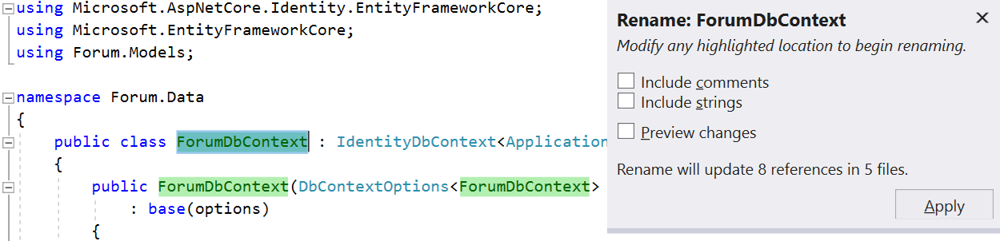 using Microsoft.AspNetCore.Identity.EntityFrameworkCore;
using Microsoft.EntityFrameworkCore;
using Forum.Models;
namespace Forum.Data
{
public class ForumDbContext : IdentityDbContext<Application
{
public ForumDbContext(DbContextOptions<ForumDbContext>
: base(options)
{
Rename: ForumDbContext
Modify any highlighted location to begin renaming.
Include comments
Include strings
Preview changes
Rename will update 8 references in 5 files.
Apply